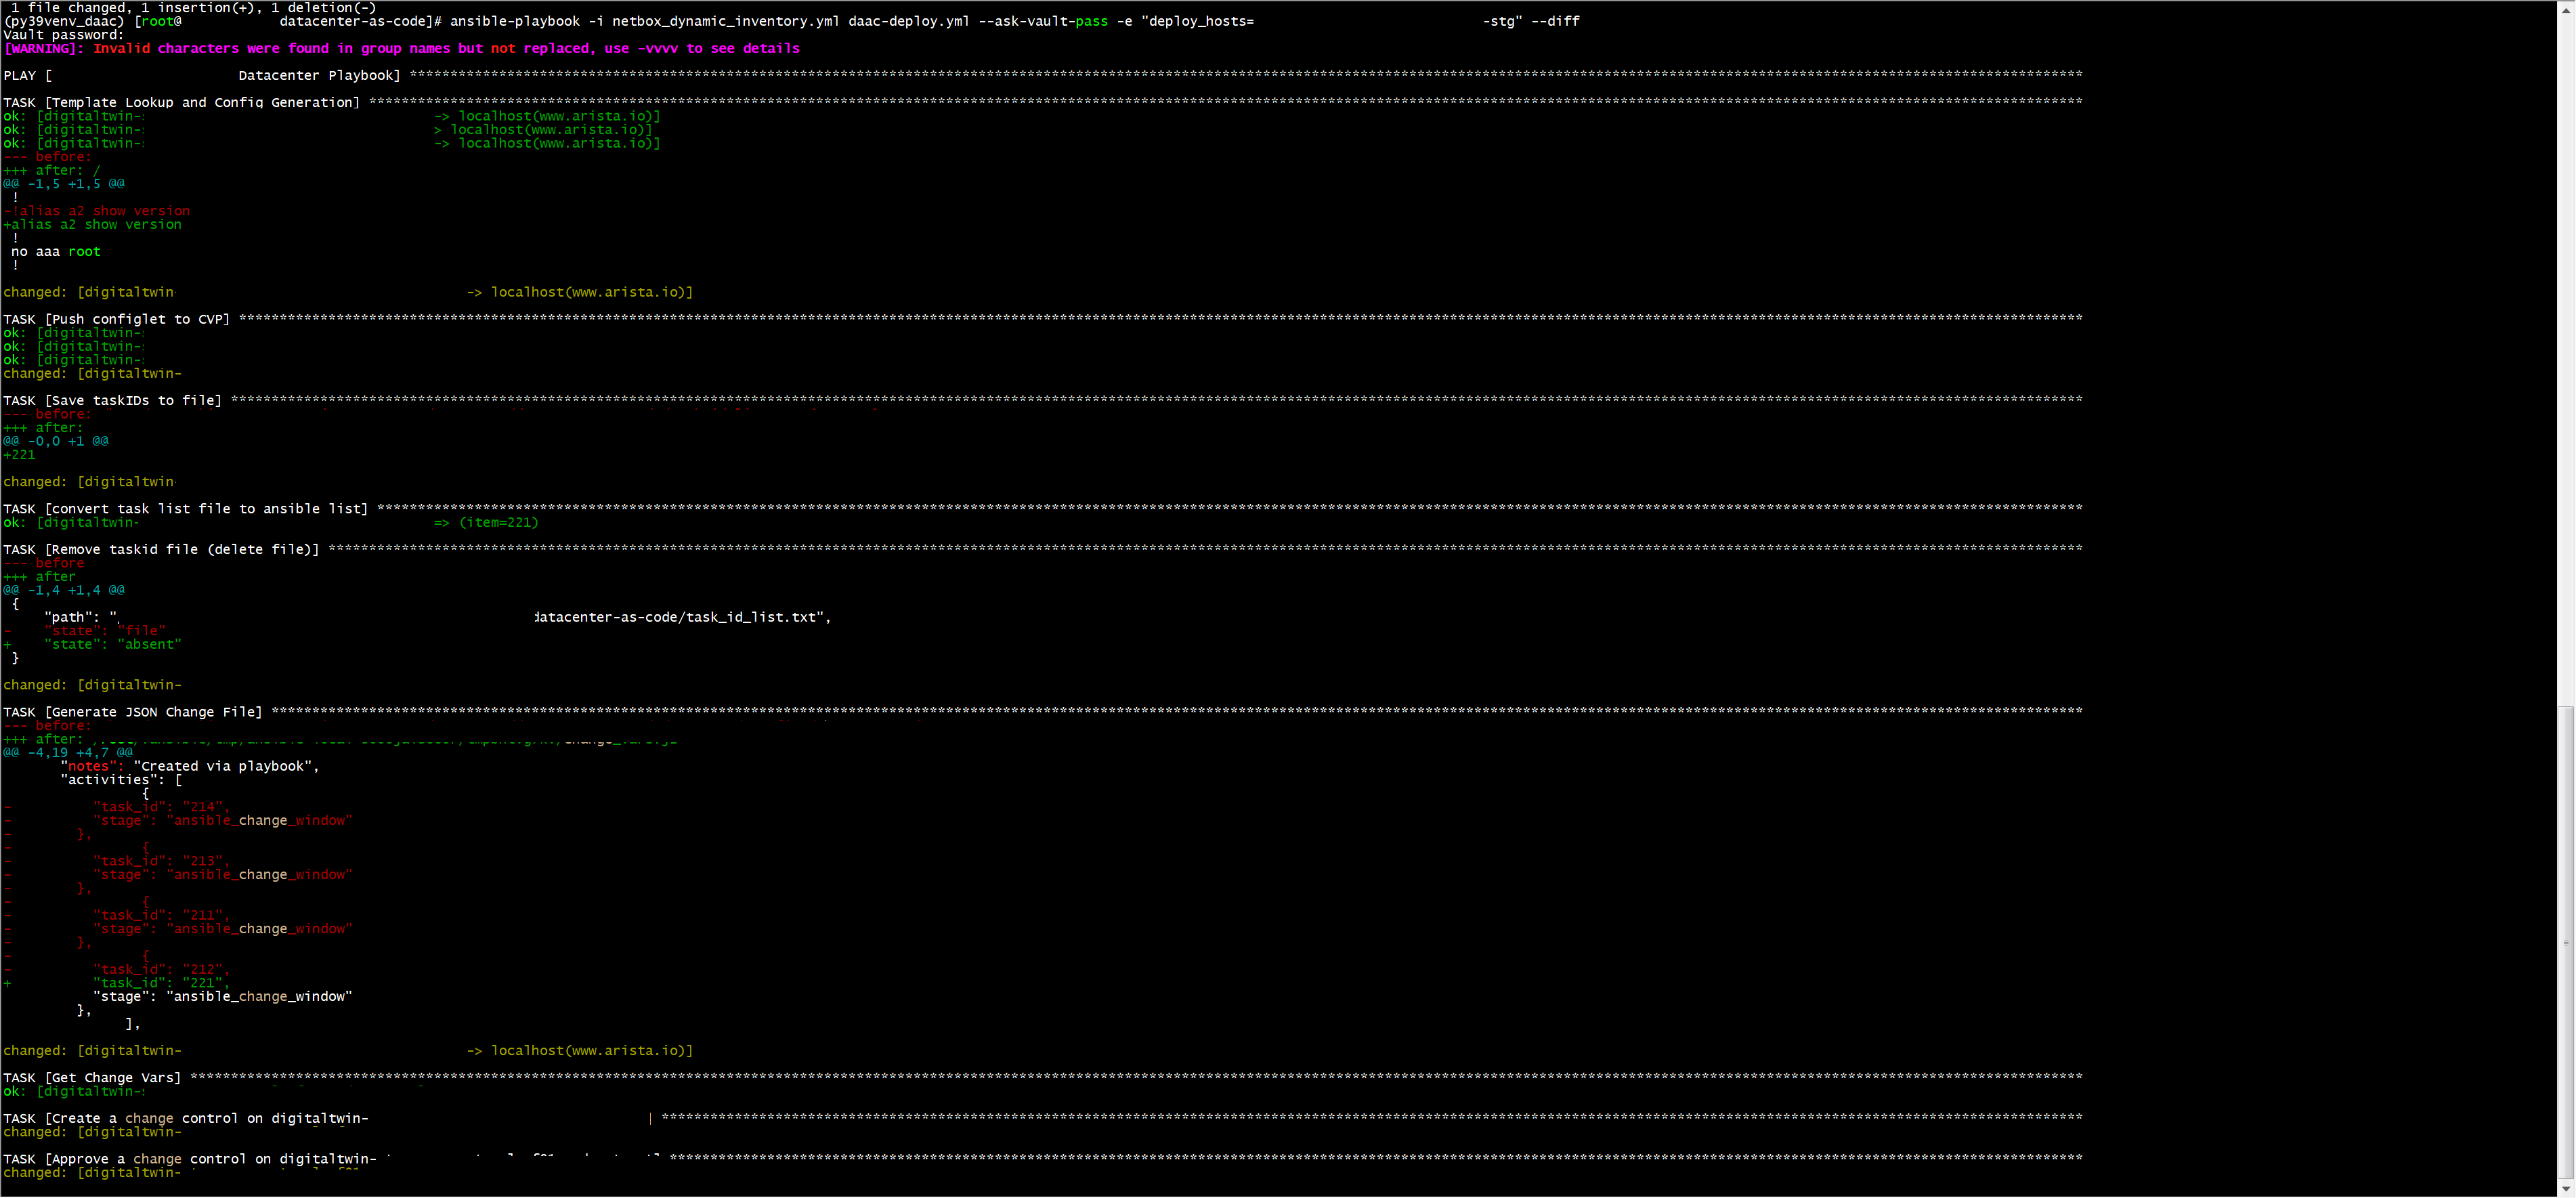 1 file changed, 1 insertion(+), 1 deletion(-)
(py39venv_daac) [root@ datacenter-as-code]# ansible-playbook -i netbox_dynamic_inventory.yml daac-deploy.yml --ask-vault-pass -e "deploy_hosts= -stg" --diff
Vault password:
[WARNING]: Invalid characters were found in group names but not replaced, use -vvvv to see details
PLAY [ Datacenter Playbook] ****
TASK [Template Lookup and Config Generation] ****
ok: [digitaltwin-s -> localhost(www.arista.io)]
ok: [digitaltwin-s > localhost(www.arista.io)]
ok: [digitaltwin-s -> localhost(www.arista.io)]
--- before:
+++ after: /
@@ -1,5 +1,5 @@
!
-!alias a2 show version
+alias a2 show version
!
no aaa root
!
changed: [digitaltwin -> localhost(www.arista.io)]
TASK [Push configlet to CVP] ****
ok: [digitaltwin-s
ok: [digitaltwin-s
ok: [digitaltwin-s
changed: [digitaltwin-
TASK [Save taskIDs to file] ****
--- before:
+++ after:
@@ -0,0 +1 @@
+221
changed: [digitaltwin
TASK [convert task list file to ansible list] ****
ok: [digitaltwin- => (item=221)
TASK [Remove taskid file (delete file)] ****
--- before
+++ after
@@ -1,4 +1,4 @@
{
"path": " datacenter-as-code/task_id_list.txt",
- "state": "file"
+ "state": "absent"
}
changed: [digitaltwin-
TASK [Generate JSON Change File] ****
--- before:
+++ after:
@@ -4,19 +4,7 @@
"notes": "Created via playbook",
"activities": [
{
- "task_id": "214",
- "stage": "ansible_change_window"
- },
- {
- "task_id": "213",
- "stage": "ansible_change_window"
- },
- {
- "task_id": "211",
- "stage": "ansible_change_window"
- },
- {
- "task_id": "212",
+ "task_id": "221",
"stage": "ansible_change_window"
},
],
changed: [digitaltwin- -> localhost(www.arista.io)]
TASK [Get Change Vars] ****
ok: [digitaltwin-s
TASK [Create a change control on digitaltwin- ****
changed: [digitaltwin-
TASK [Approve a change control on digitaltwin- ****
changed: [digitaltwin-